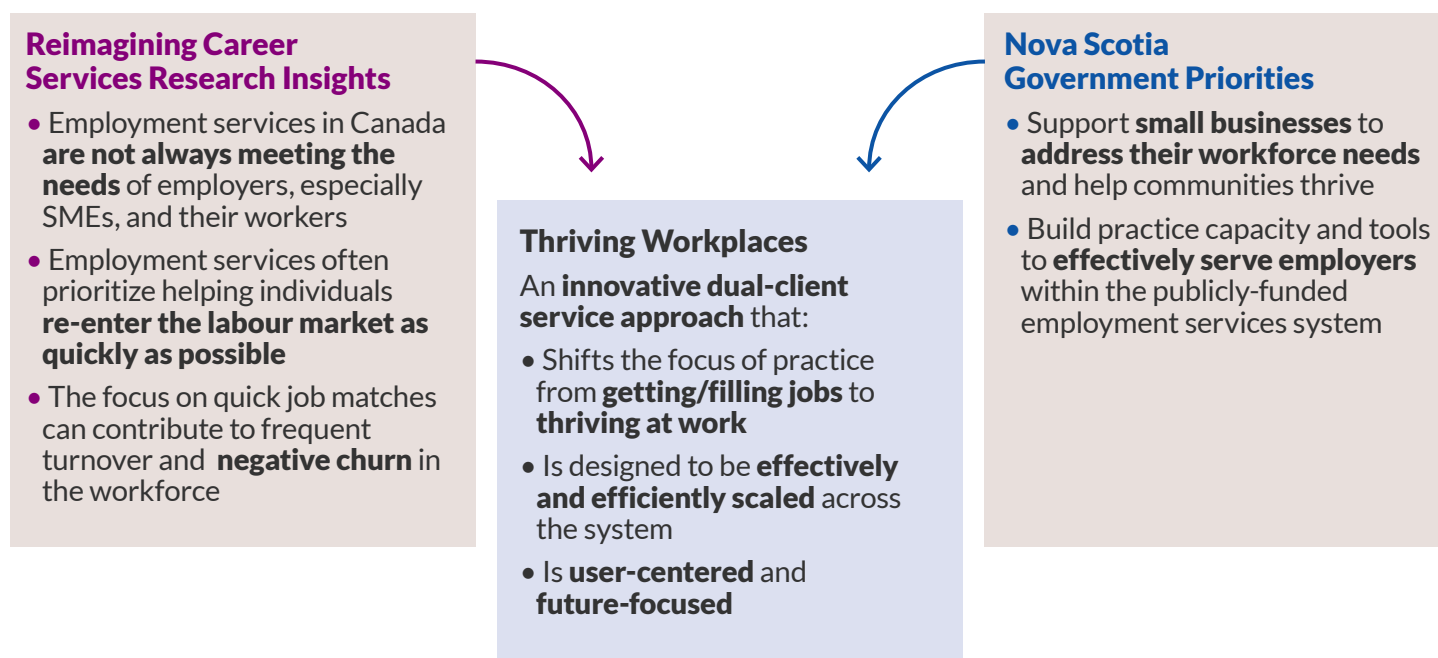 Reimagining Career
Services Research Insights
• Employment services in Canada
are not always meeting the
needs of employers, especially
SMEs, and their workers
• Employment services often
prioritize helping individuals
re-enter the labour market as
quickly as possible
• The focus on quick job matches
can contribute to frequent
turnover and negative churn in
the workforce
Thriving Workplaces
An innovative dual-client
service approach that:
• Shifts the focus of practice
from getting/filling jobs to
thriving at work
• Is designed to be effectively
and efficiently scaled across
the system
• Is user-centered and
future-focused
Nova Scotia
Government Priorities
• Support small businesses to
address their workforce needs
and help communities thrive
• Build practice capacity and tools
to effectively serve employers
within the publicly-funded
employment services system